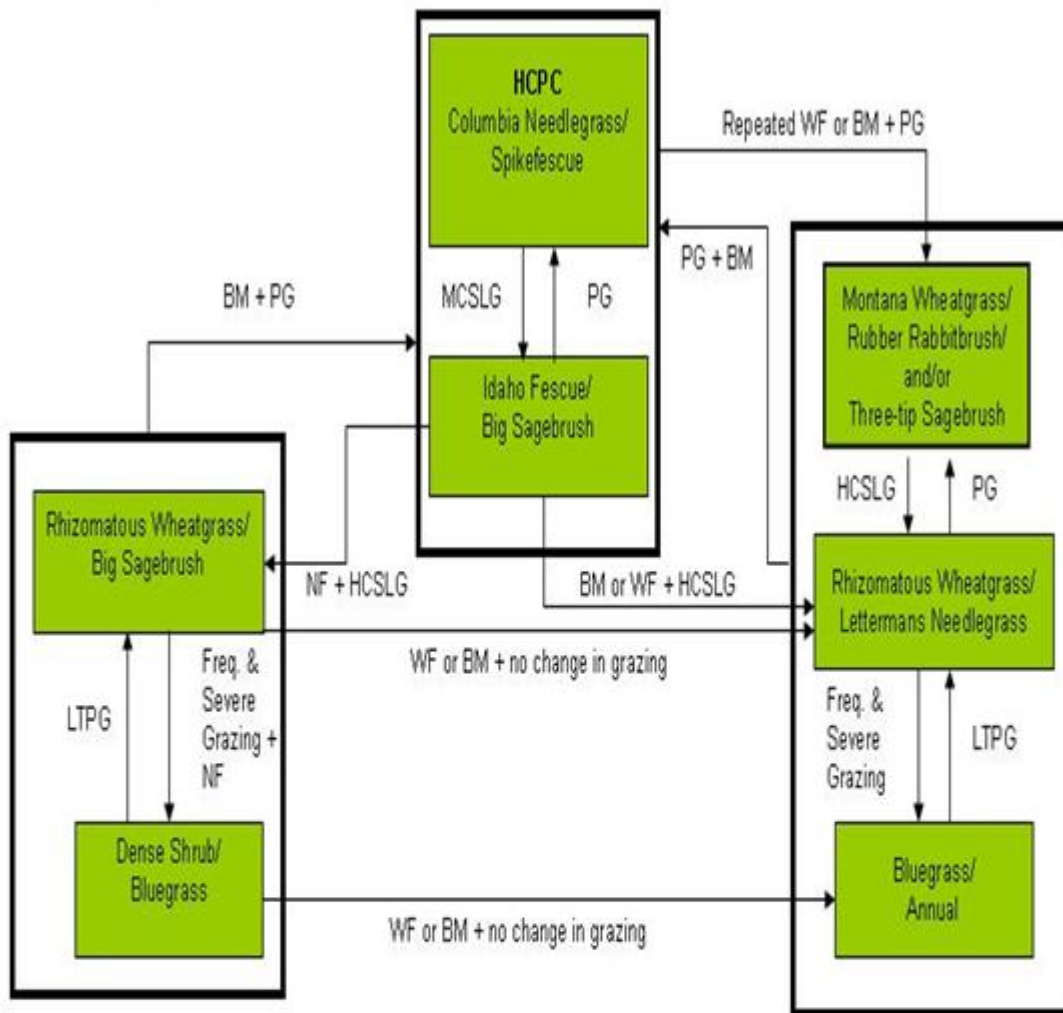 HCPC
Columbia Needlegrass/
Spikefescue
Repeated WF or BM + PG
PG + BM
BM + PG
MCSLG
PG
Montana Wheatgrass/
Rubber Rabbitbrush/
and/or
Three-tip Sagebrush
Idaho Fescue/
Big Sagebrush
HCSLG
PG
Rhizomatous Wheatgrass/
Big Sagebrush
NF + HCSLG
BM or WF + HCSLG
Rhizomatous Wheatgrass/
Lettermans Needlegrass
WF or BM + no change in grazing
LTPG
Freq. &
Severe
Grazing +
NF
Freq. &
Severe
Grazing
LTPG
Dense Shrub/
Bluegrass
WF or BM + no change in grazing
Bluegrass/
Annual